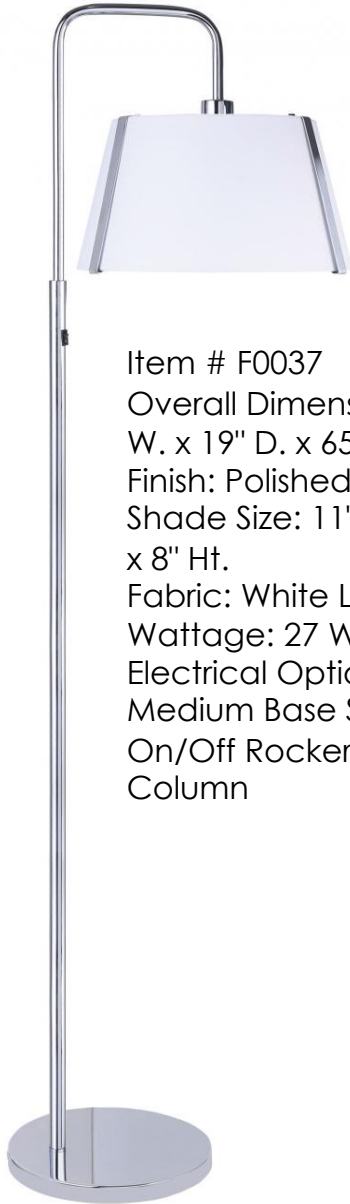 Item # F0037
Overall Dimens
W. x 19" D. x 65
Finish: Polished
Shade Size: 11"
x 8" Ht.
Fabric: White L
Wattage: 27 W
Electrical Optio
Medium Base S
On/Off Rocker
Column